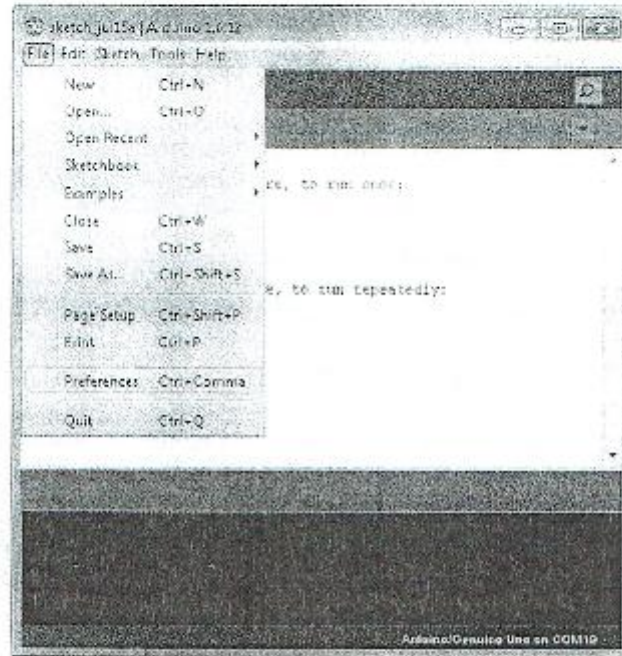 sketch_jul15a | Arduino 1.6.12
File Edit Sketch Tools Help
New Ctrl+N
Open... Ctrl+O
Open Recent
Sketchbook
Examples
Close Ctrl+W
Save Ctrl+S
Save As... Ctrl+Shift+S
Page Setup Ctrl+Shift+P
Print Ctrl+P
Preferences Ctrl+Comma
Quit Ctrl+Q
re, to run once:
e, to run repeatedly:
Arduino/Genuino Uno on COM19